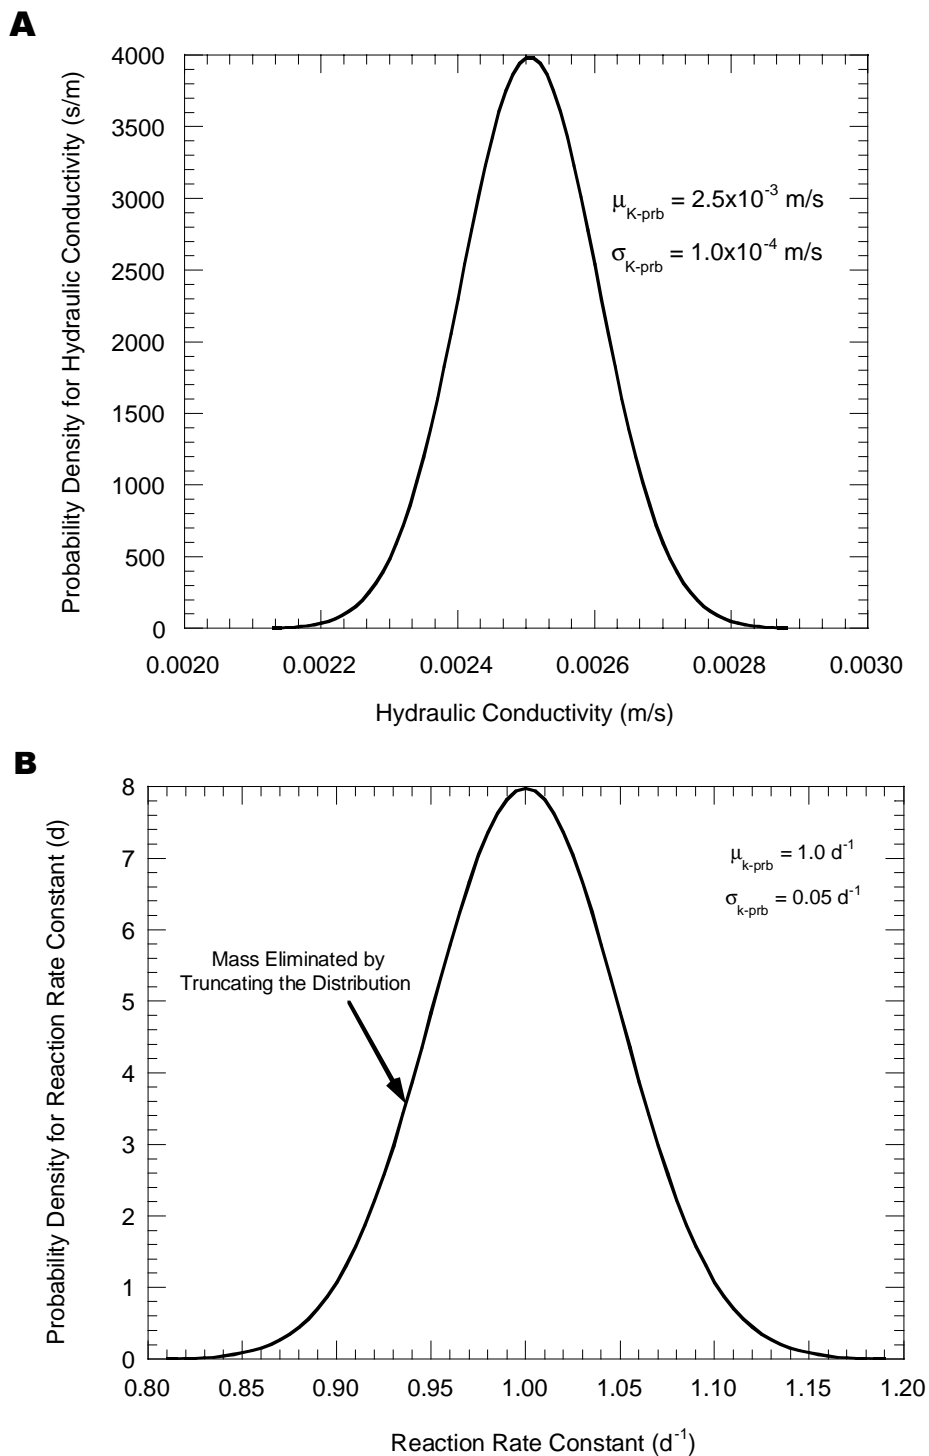 A
Probability Density for Hydraulic Conductivity (s/m)
4000
3500
3000
2500
2000
1500
1000
500
0
μK-prb = 2.5x10-3 m/s
σK-prb = 1.0x10-4 m/s
0.0020 0.0022 0.0024 0.0026 0.0028 0.0030
Hydraulic Conductivity (m/s)
B
Probability Density for Reaction Rate Constant (d)
8
7
6
5
4
3
2
1
0
μk-prb = 1.0 d-1
σk-prb = 0.05 d-1
Mass Eliminated by
Truncating the Distribution
0.80 0.85 0.90 0.95 1.00 1.05 1.10 1.15 1.20
Reaction Rate Constant (d-1)